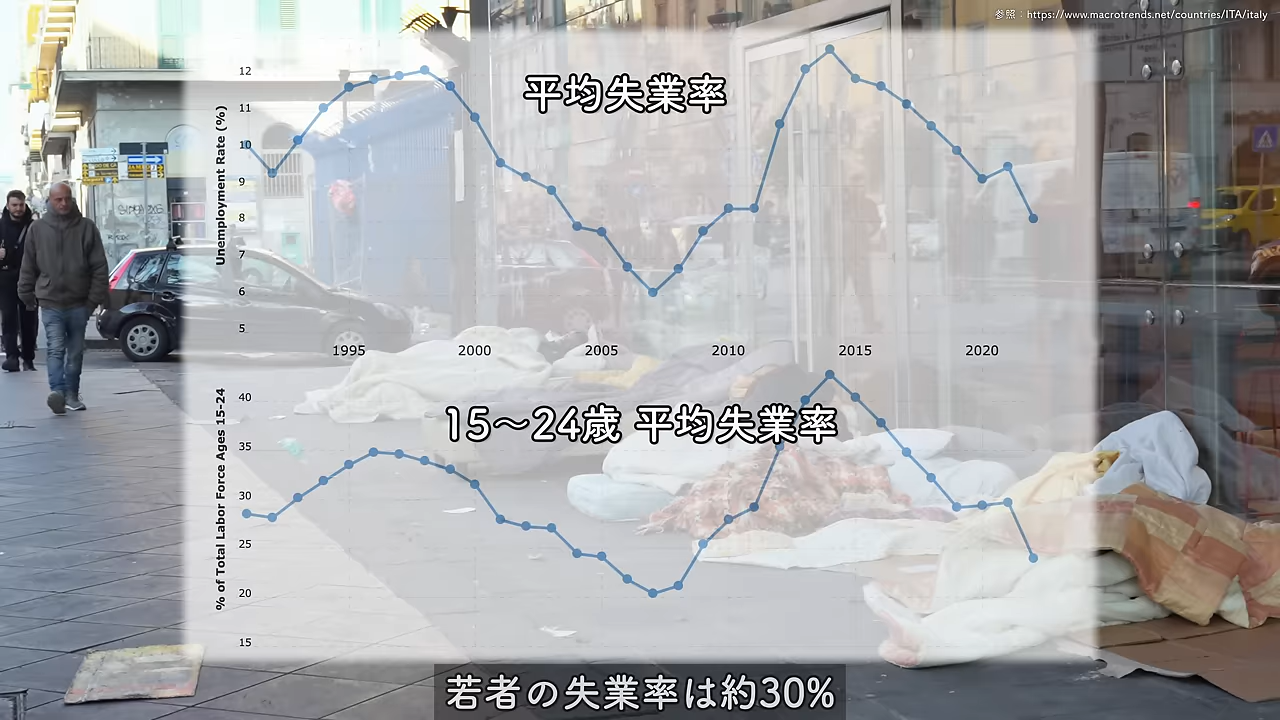 参照：https://www.macrotrends.net/countries/ITA/italy
平均失業率
Unemployment Rate (%)
12
11
10
9
8
7
6
5
1995 2000 2005 2010 2015 2020
15〜24歳 平均失業率
% of Total Labor Force Ages 15-24
40
35
30
25
20
15
若者の失業率は約30%